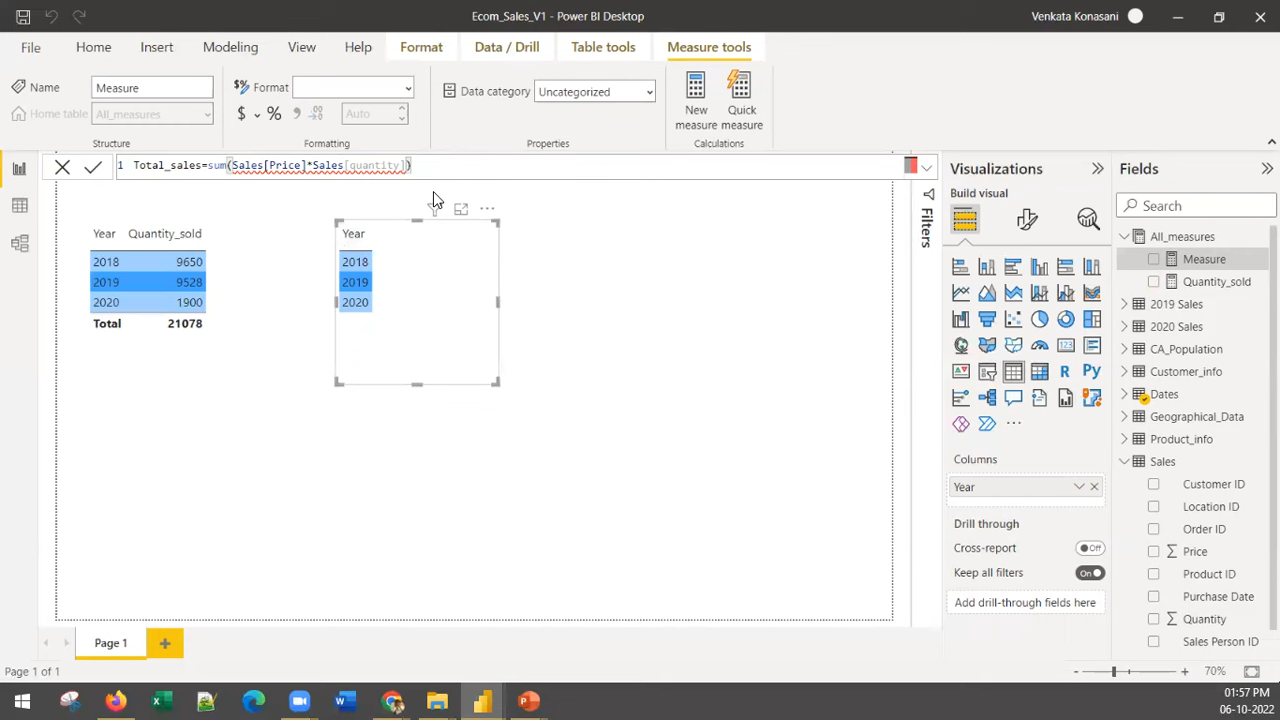 Ecom_Sales_V1 - Power BI Desktop
Venkata Konasani
File
Home
Insert
Modeling
View
Help
Format
Data / Drill
Table tools
Measure tools
Name
Measure
Home table
All_measures
Structure
Format
$
%
Auto
Formatting
Data category
Uncategorized
Properties
New measure
Quick measure
Calculations
1 Total_sales=sum(Sales[Price]*Sales[quantity])
Year Quantity_sold
2018 9650
2019 9528
2020 1900
Total 21078
Year
2018
2019
2020
Filters
Visualizations
Build visual
123
R
Py
Columns
Year
Drill through
Cross-report
Off
Keep all filters
On
Add drill-through fields here
Fields
Search
All_measures
Measure
Quantity_sold
2019 Sales
2020 Sales
CA_Population
Customer_info
Dates
Geographical_Data
Product_info
Sales
Customer ID
Location ID
Order ID
∑ Price
Product ID
Purchase Date
∑ Quantity
Sales Person ID
Page 1
Page 1 of 1
70%
01:57 PM
06-10-2022